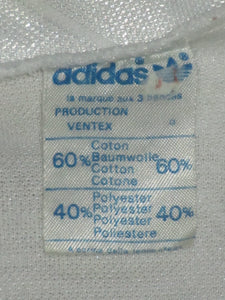 adidas
la marque aux 3 bandes
PRODUCTION
VENTEX
60% Coton 60%
Baumwolle
Cotton
Cotone
40% Polyester 40%
Polyester
Polyester
Poliestere